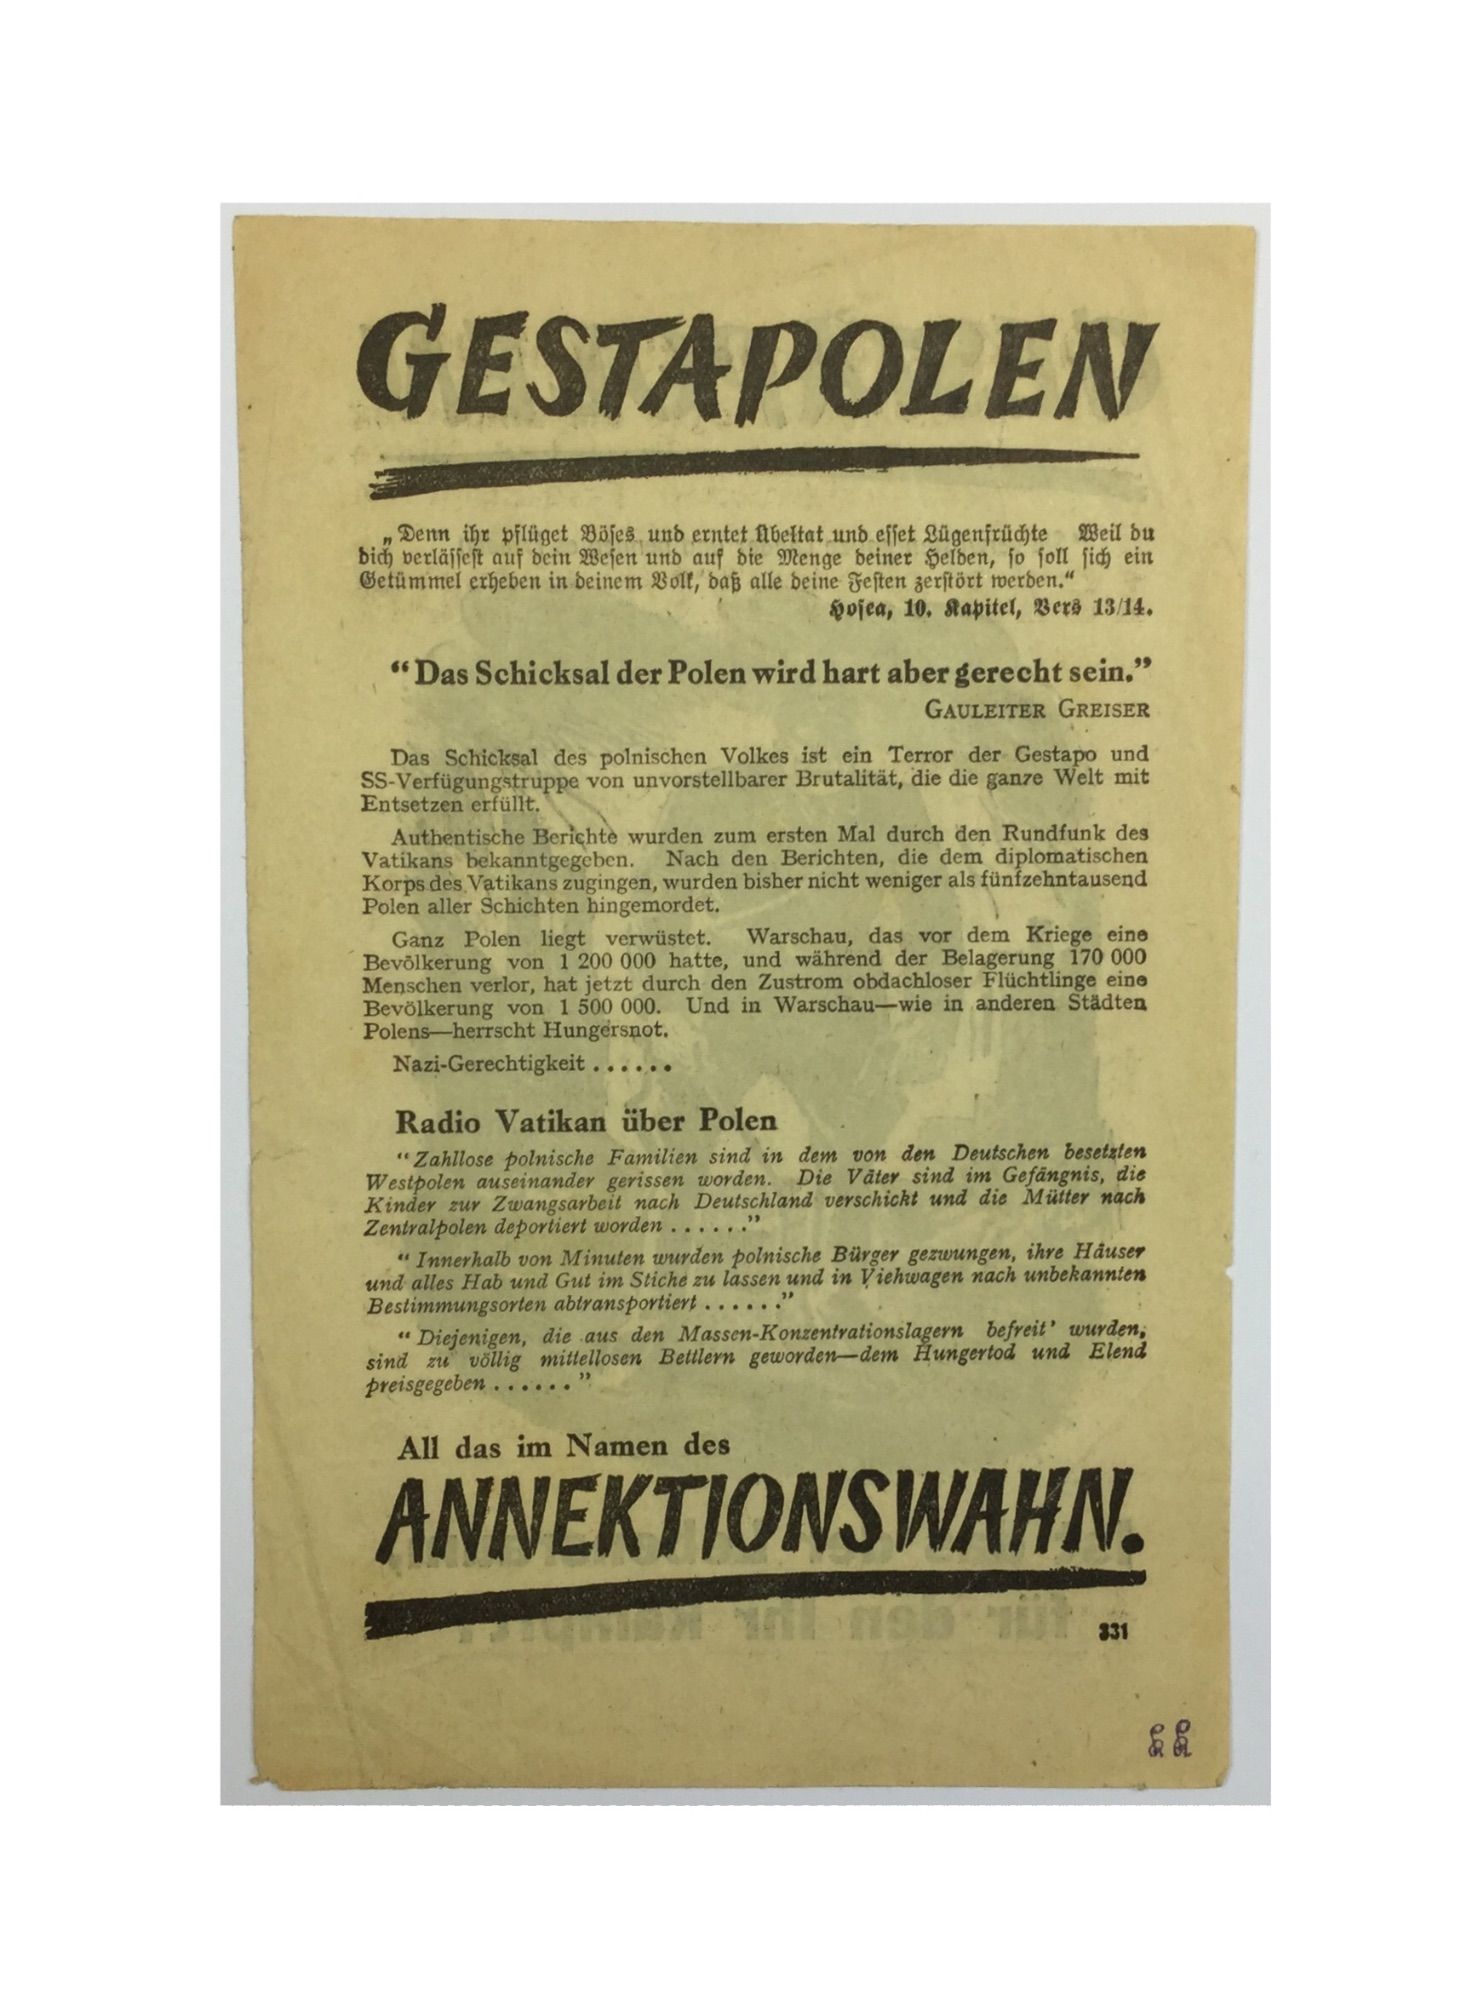 GESTAPOLEN
„Denn ihr pflüget Böses und erntet Übeltat und esset Lügenfrüchte Weil du
dich verlässest auf dein Wesen und auf die Menge deiner Helden, so soll sich ein
Getümmel erheben in deinem Volk, daß alle deine Festen zerstört werden.“
Hosea, 10. Kapitel, Vers 13/14.
“Das Schicksal der Polen wird hart aber gerecht sein.”
GAULEITER GREISER
Das Schicksal des polnischen Volkes ist ein Terror der Gestapo und
SS-Verfügungstruppe von unvorstellbarer Brutalität, die die ganze Welt mit
Entsetzen erfüllt.
Authentische Berichte wurden zum ersten Mal durch den Rundfunk des
Vatikans bekanntgegeben. Nach den Berichten, die dem diplomatischen
Korps des Vatikans zugingen, wurden bisher nicht weniger als fünfzehntausend
Polen aller Schichten hingemordet.
Ganz Polen liegt verwüstet. Warschau, das vor dem Kriege eine
Bevölkerung von 1 200 000 hatte, und während der Belagerung 170 000
Menschen verlor, hat jetzt durch den Zustrom obdachloser Flüchtlinge eine
Bevölkerung von 1 500 000. Und in Warschau—wie in anderen Städten
Polens—herrscht Hungersnot.
Nazi-Gerechtigkeit ......
Radio Vatikan über Polen
“Zahllose polnische Familien sind in dem von den Deutschen besetzten
Westpolen auseinander gerissen worden. Die Väter sind im Gefängnis, die
Kinder zur Zwangsarbeit nach Deutschland verschickt und die Mütter nach
Zentralpolen deportiert worden ......”
“Innerhalb von Minuten wurden polnische Bürger gezwungen, ihre Häuser
und alles Hab und Gut im Stiche zu lassen und in Viehwagen nach unbekannten
Bestimmungsorten abtransportiert ......”
“Diejenigen, die aus den Massen-Konzentrationslagern befreit’ wurden,
sind zu völlig mittellosen Bettlern geworden—dem Hungertod und Elend
preisgegeben ......”
All das im Namen des
ANNEKTIONSWAHN.
331